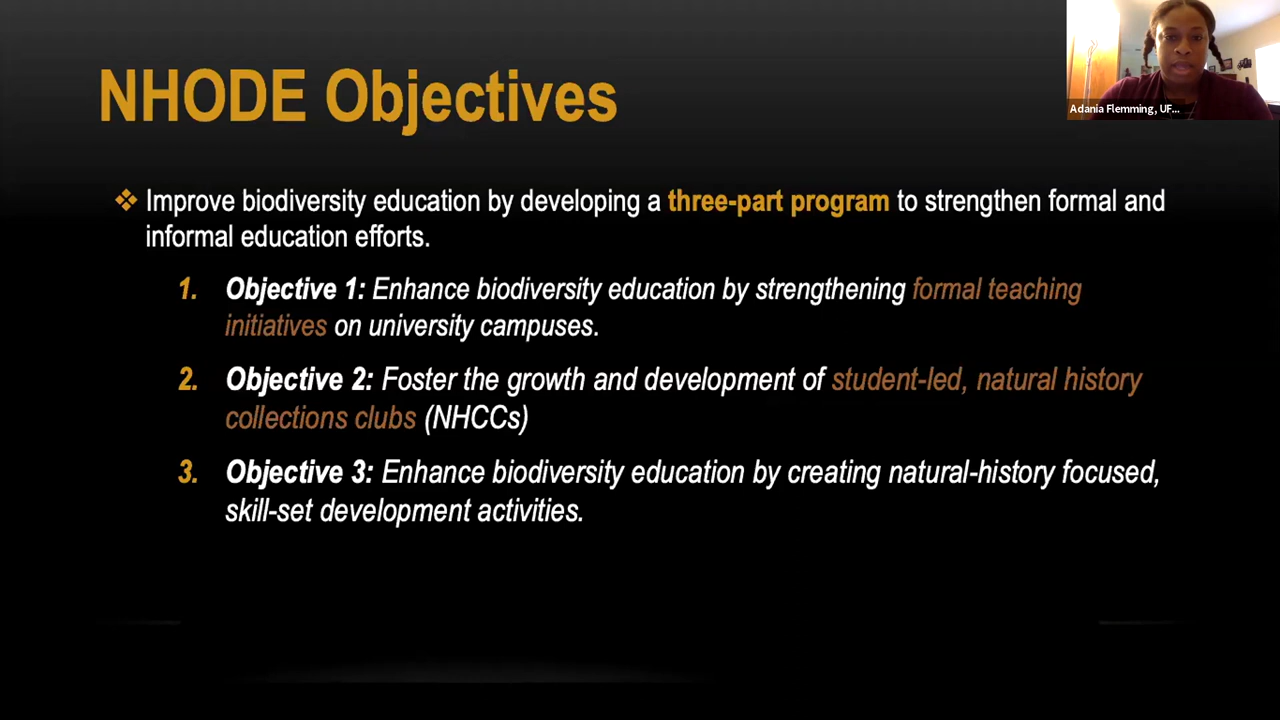 NHODE Objectives
Adania Flemming, UF...
❖ Improve biodiversity education by developing a three-part program to strengthen formal and
informal education efforts.
1. Objective 1: Enhance biodiversity education by strengthening formal teaching
initiatives on university campuses.
2. Objective 2: Foster the growth and development of student-led, natural history
collections clubs (NHCCs)
3. Objective 3: Enhance biodiversity education by creating natural-history focused,
skill-set development activities.